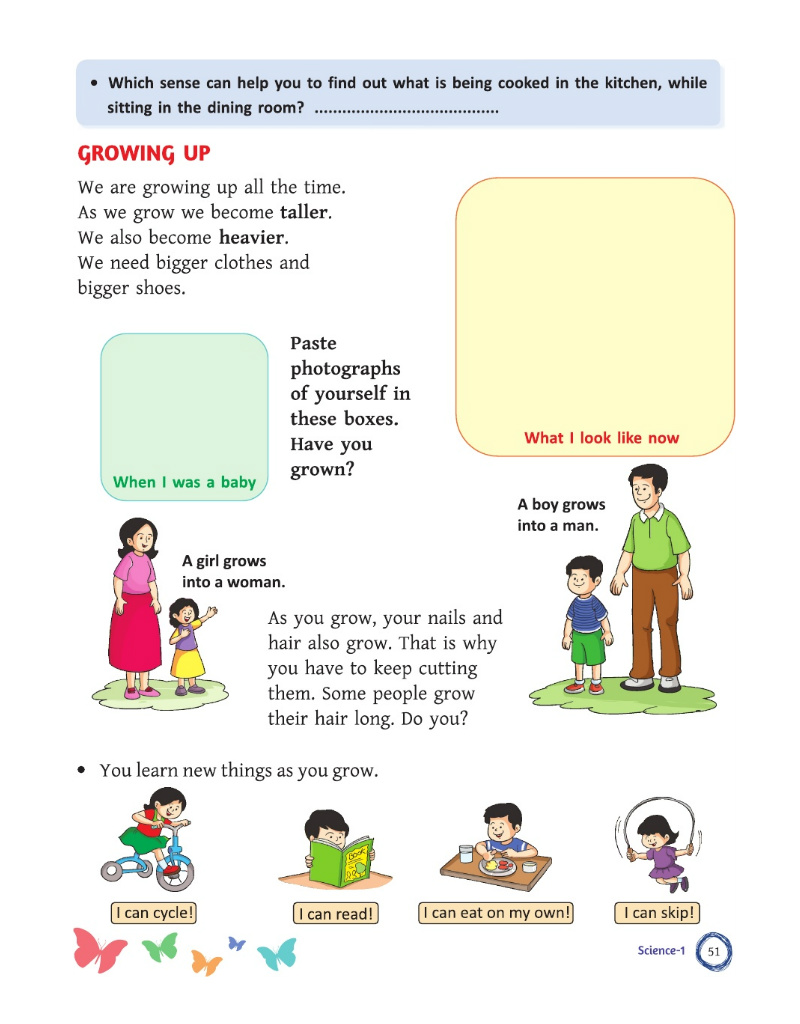 • Which sense can help you to find out what is being cooked in the kitchen, while
sitting in the dining room? ........................................
GROWING UP
We are growing up all the time.
As we grow we become taller.
We also become heavier.
We need bigger clothes and
bigger shoes.
What I look like now
Paste
photographs
of yourself in
these boxes.
Have you
grown?
When I was a baby
A boy grows
into a man.
A girl grows
into a woman.
As you grow, your nails and
hair also grow. That is why
you have to keep cutting
them. Some people grow
their hair long. Do you?
• You learn new things as you grow.
BOOK
I can cycle!
I can read!
I can eat on my own!
I can skip!
Science-1
51